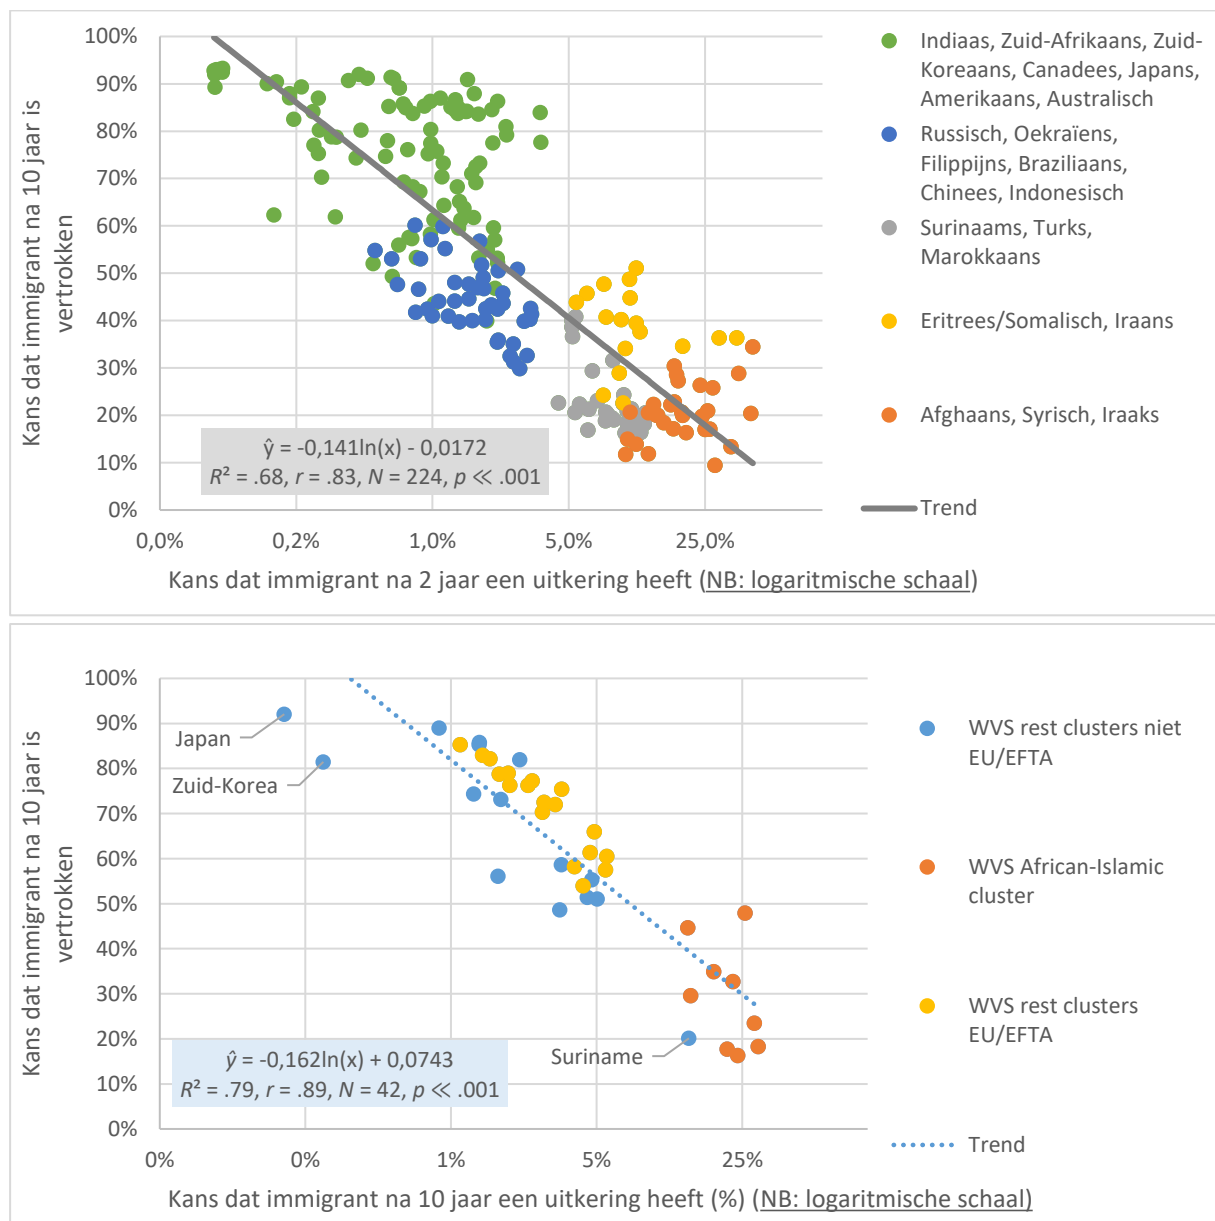 100%
90%
80%
70%
60%
50%
40%
30%
20%
10%
0%
Kans dat immigrant na 10 jaar is
vertrokken
ŷ = -0,141ln(x) - 0,0172
R² = .68, r = .83, N = 224, p ≪ .001
0,0%
0,2%
1,0%
5,0%
25,0%
Kans dat immigrant na 2 jaar een uitkering heeft (NB: logaritmische schaal)
Indiaas, Zuid-Afrikaans, Zuid-
Koreaans, Canadees, Japans,
Amerikaans, Australisch
Russisch, Oekraïens,
Filippijns, Braziliaans,
Chinees, Indonesisch
Surinaams, Turks,
Marokkaans
Eritrees/Somalisch, Iraans
Afghaans, Syrisch, Iraaks
Trend
100%
90%
80%
70%
60%
50%
40%
30%
20%
10%
0%
Kans dat immigrant na 10 jaar is
vertrokken
Japan
Zuid-Korea
Suriname
ŷ = -0,162ln(x) + 0,0743
R² = .79, r = .89, N = 42, p ≪ .001
0%
0%
1%
5%
25%
Kans dat immigrant na 10 jaar een uitkering heeft (%) (NB: logaritmische schaal)
WVS rest clusters niet
EU/EFTA
WVS African-Islamic
cluster
WVS rest clusters
EU/EFTA
Trend